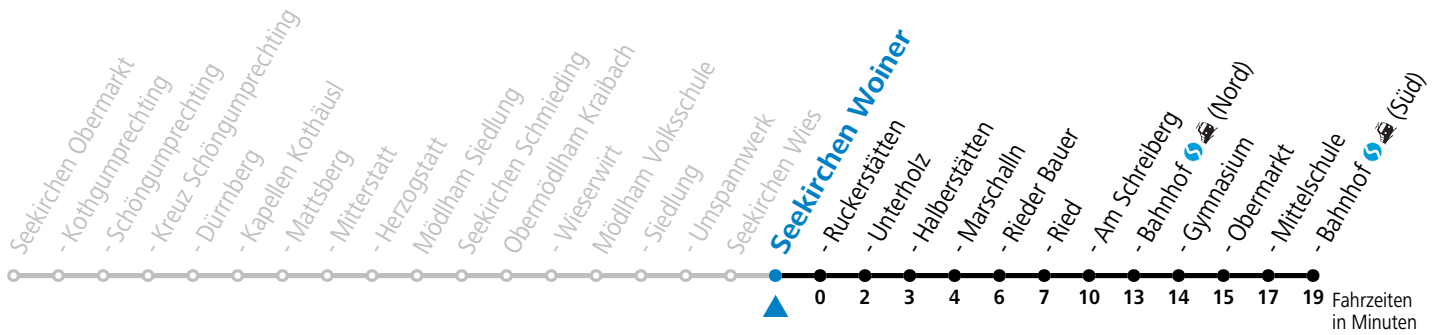 Seekirchen Obermarkt
- Kothgumprechting
- Schöngumprechting
- Kreuz Schöngumprechting
- Dürrnberg
- Kapellen Kothäusl
- Mattsberg
- Mitterstatt
- Herzogstatt
Mödlham Siedlung
Seekirchen Schmieding
Obermödlham Kraibach
- Wieserwirt
Mödlham Volksschule
- Siedlung
- Umspannwerk
Seekirchen Wies
Seekirchen Woiner
- Ruckerstätten
- Unterholz
- Halberstätten
- Marschalln
- Rieder Bauer
- Ried
- Am Schreiberg
- Bahnhof (Nord)
- Gymnasium
- Obermarkt
- Mittelschule
- Bahnhof (Süd)
0 2 3 4 6 7 10 13 14 15 17 19 Fahrzeiten
in Minuten